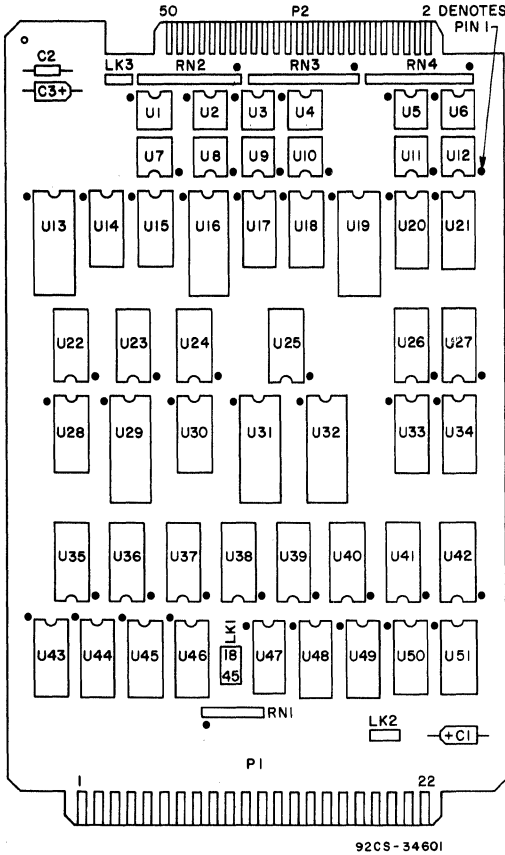 50 P2 2 DENOTES
PIN 1
C2
LK3 RN2 RN3 RN4
C3+
U1 U2 U3 U4 U5 U6
U7 U8 U9 U10 U11 U12
U13 U14 U15 U16 U17 U18 U19 U20 U21
U22 U23 U24 U25 U26 U27
U28 U29 U30 U31 U32 U33 U34
U35 U36 U37 U38 U39 U40 U41 U42
LK1
U43 U44 U45 U46 18 U47 U48 U49 U50 U51
45
RN1
LK2 +C1
P1
1 22
92CS-34601